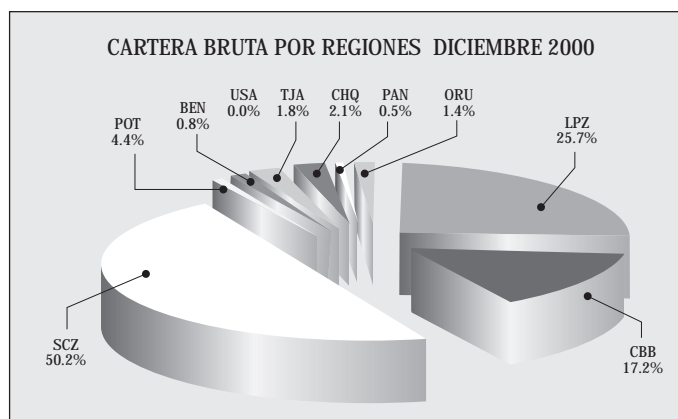 CARTERA BRUTA POR REGIONES DICIEMBRE 2000
POT
4.4%
BEN
0.8%
USA
0.0%
TJA
1.8%
CHQ
2.1%
PAN
0.5%
ORU
1.4%
LPZ
25.7%
SCZ
50.2%
CBB
17.2%